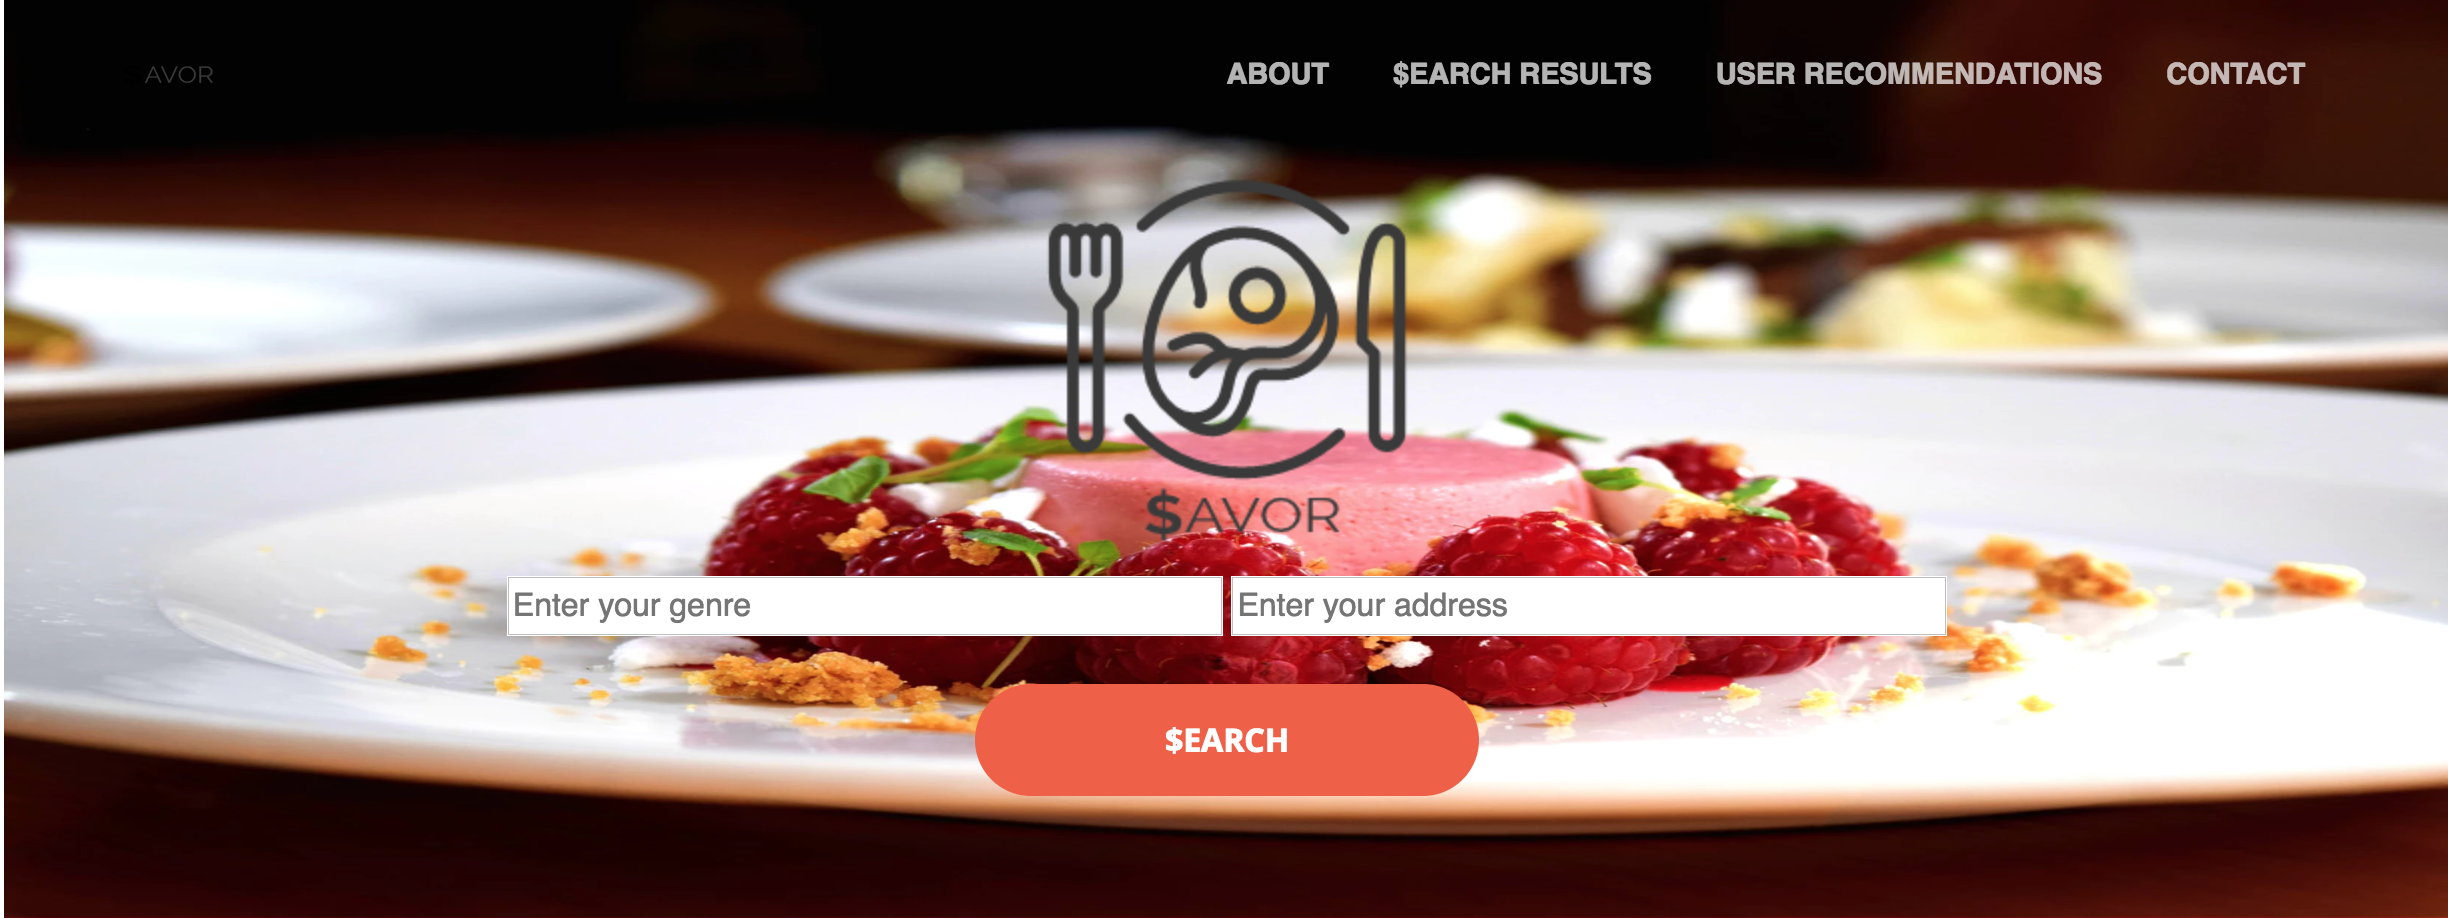 AVOR
ABOUT $EARCH RESULTS USER RECOMMENDATIONS CONTACT
$AVOR
Enter your genre Enter your address
$EARCH